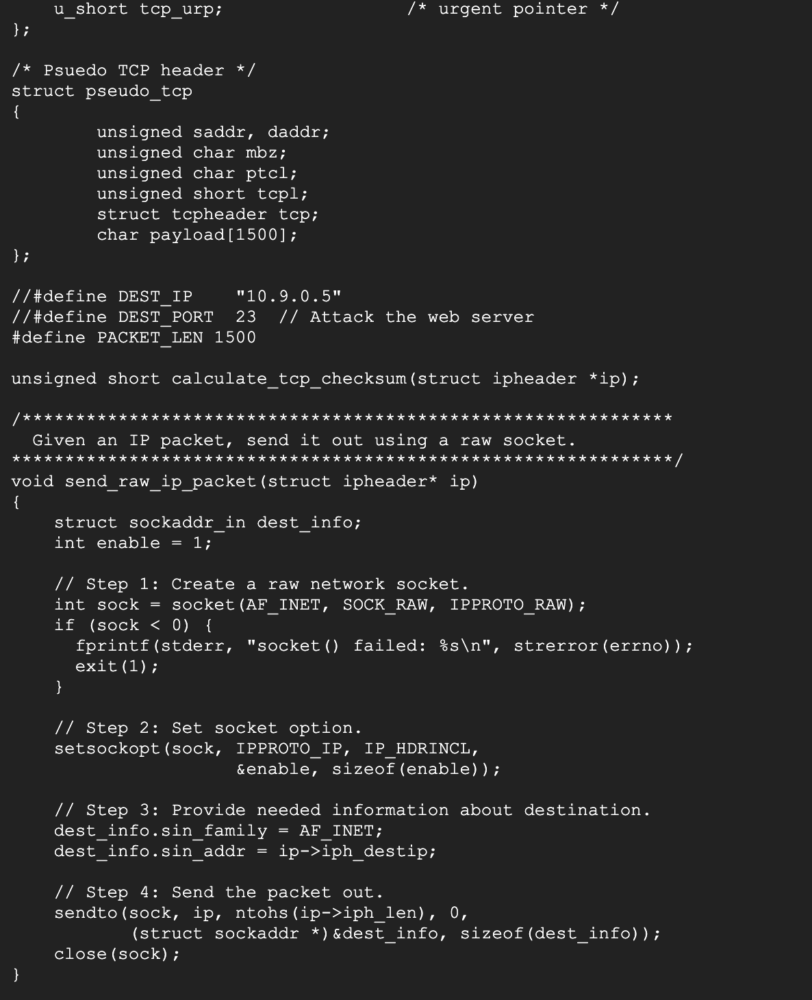 u_short tcp_urp;                 /* urgent pointer */
};

/* Psuedo TCP header */
struct pseudo_tcp
{
        unsigned saddr, daddr;
        unsigned char mbz;
        unsigned char ptcl;
        unsigned short tcpl;
        struct tcpheader tcp;
        char payload[1500];
};

//#define DEST_IP    "10.9.0.5"
//#define DEST_PORT  23  // Attack the web server
#define PACKET_LEN 1500

unsigned short calculate_tcp_checksum(struct ipheader *ip);

/*************************************************************
  Given an IP packet, send it out using a raw socket.
**************************************************************/
void send_raw_ip_packet(struct ipheader* ip)
{
    struct sockaddr_in dest_info;
    int enable = 1;

    // Step 1: Create a raw network socket.
    int sock = socket(AF_INET, SOCK_RAW, IPPROTO_RAW);
    if (sock < 0) {
      fprintf(stderr, "socket() failed: %s\n", strerror(errno));
      exit(1);
    }

    // Step 2: Set socket option.
    setsockopt(sock, IPPROTO_IP, IP_HDRINCL,
                     &enable, sizeof(enable));

    // Step 3: Provide needed information about destination.
    dest_info.sin_family = AF_INET;
    dest_info.sin_addr = ip->iph_destip;

    // Step 4: Send the packet out.
    sendto(sock, ip, ntohs(ip->iph_len), 0,
           (struct sockaddr *)&dest_info, sizeof(dest_info));
    close(sock);
}